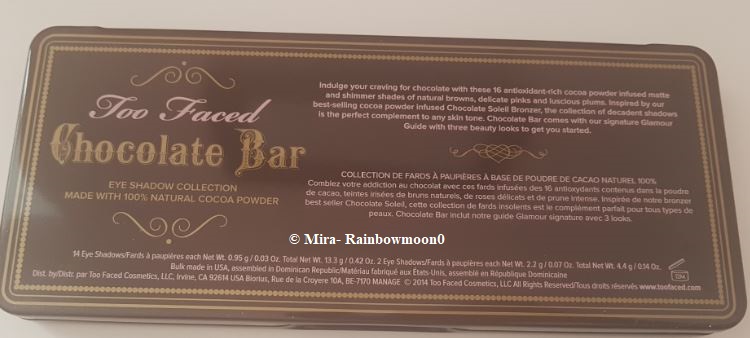 Too Faced
Chocolate Bar
EYE SHADOW COLLECTION
MADE WITH 100% NATURAL COCOA POWDER
Indulge your craving for chocolate with these 16 antioxidant-rich cocoa powder infused matte
and shimmer shades of natural browns, delicate pinks and luscious plums. Inspired by our
best-selling cocoa powder infused Chocolate Soleil Bronzer, the collection of decadent shadows
is the perfect complement to any skin tone. Chocolate Bar comes with our signature Glamour
Guide with three beauty looks to get you started.
COLLECTION DE FARDS À PAUPIÈRES À BASE DE POUDRE DE CACAO NATUREL 100%
Comblez votre addiction au chocolat avec ces fards infusées des 16 antioxydants contenus dans la poudre
de cacao, teintes insées de bruns naturels, de roses délicats et de prune intense. Inspirée de notre bronzer
best seller Chocolate Soleil, cette collection de fards insolents est le complément parfait pour tous types de
peaux. Chocolate Bar inclut notre guide Glamour signature avec 3 looks.
© Mira- Rainbowmoon0
14 Eye Shadows/Fards à paupières each Net Wt. 0.95 g / 0.03 Oz. Total Net Wt. 13.3 g / 0.42 Oz. 2 Eye Shadows/Fards à paupières each Net Wt. 2.2 g / 0.07 Oz. Total Net Wt. 4.4 g / 0.14 Oz.
Bulk made in USA, assembled in Dominican Republic/Matériau fabriqué aux États-Unis, assemblé en République Dominicaine
Dist. by/Distr. par Too Faced Cosmetics, LLC, Irvine, CA 92614 USA Biorius, Rue de la Croyere 10A, BE-7170 MANAGE © 2014 Too Faced Cosmetics, LLC All Rights Reserved/Tous droits réservés www.toofaced.com